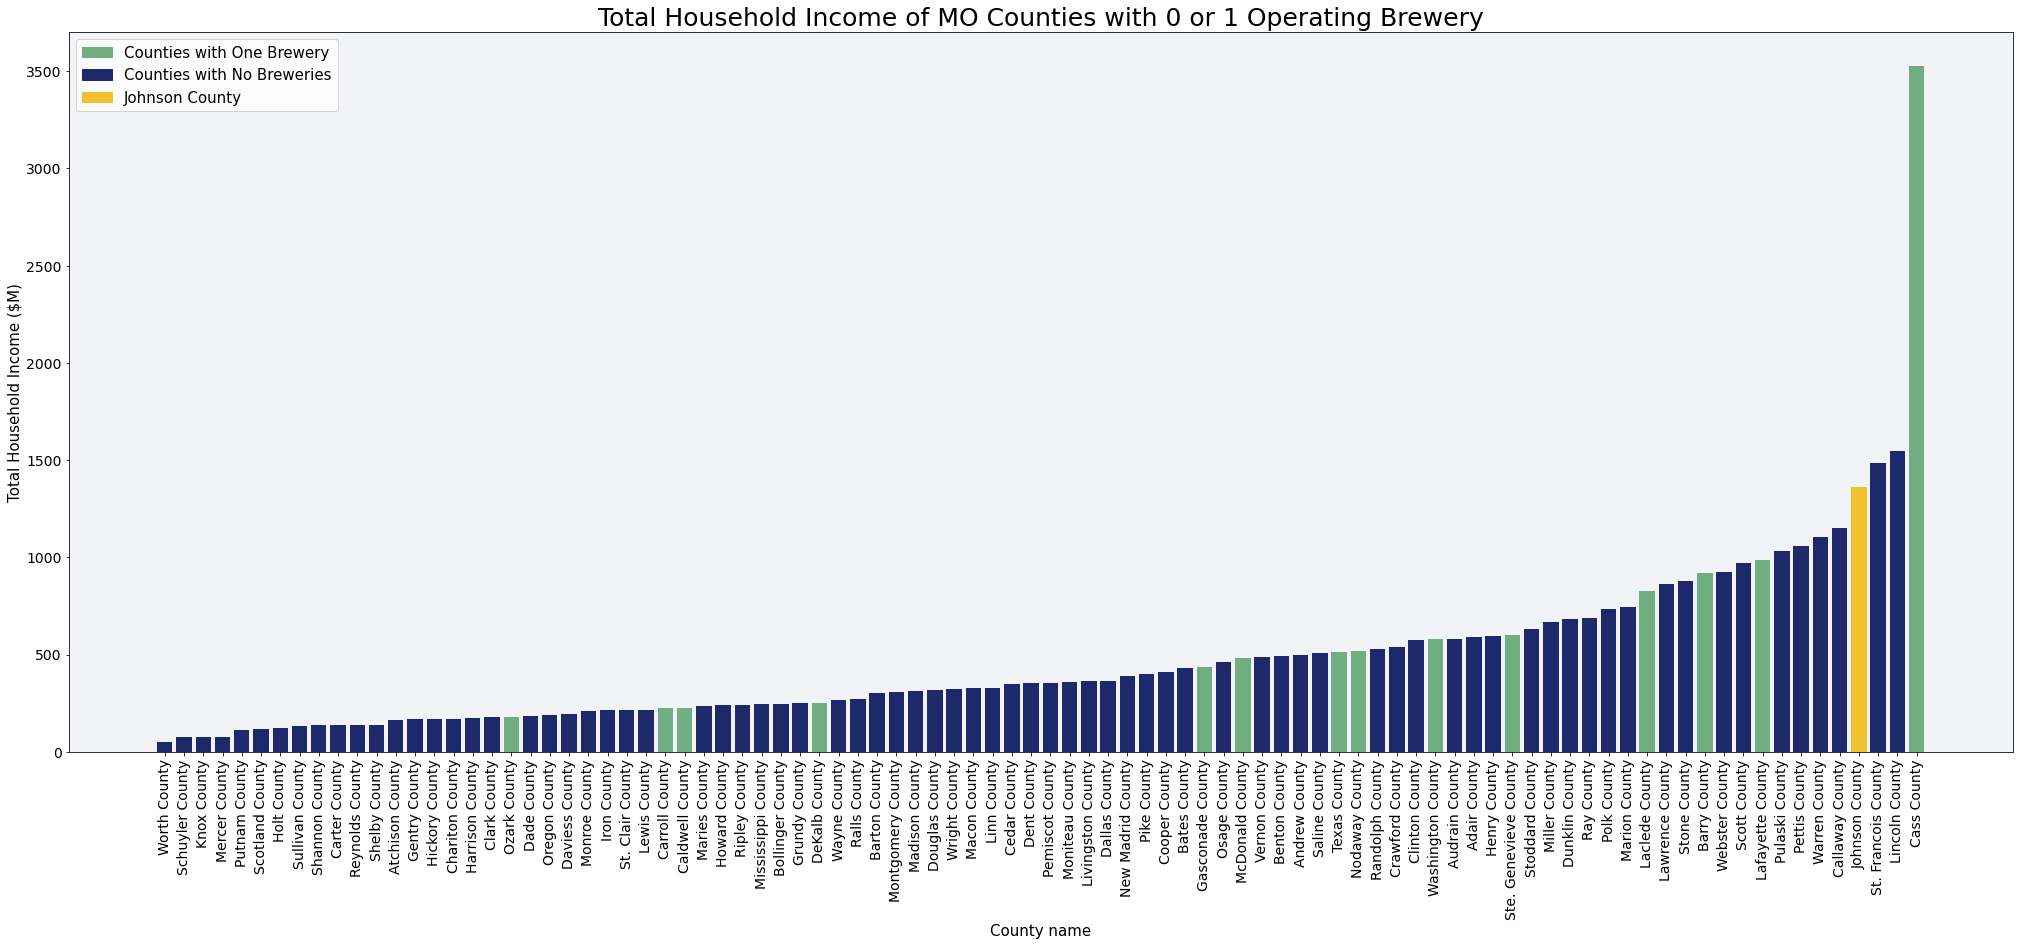 Total Household Income of MO Counties with 0 or 1 Operating Brewery
Counties with One Brewery
Counties with No Breweries
Johnson County
Total Household Income ($M)
3500
3000
2500
2000
1500
1000
500
0
Worth County
Schuyler County
Knox County
Mercer County
Putnam County
Scotland County
Holt County
Sullivan County
Shannon County
Carter County
Reynolds County
Shelby County
Atchison County
Gentry County
Hickory County
Chariton County
Harrison County
Clark County
Ozark County
Dade County
Oregon County
Daviess County
Monroe County
Iron County
St. Clair County
Lewis County
Carroll County
Caldwell County
Maries County
Howard County
Ripley County
Mississippi County
Bollinger County
Grundy County
DeKalb County
Wayne County
Ralls County
Barton County
Montgomery County
Madison County
Douglas County
Wright County
Macon County
Linn County
Cedar County
Dent County
Pemiscot County
Moniteau County
Livingston County
Dallas County
New Madrid County
Pike County
Cooper County
Bates County
Gasconade County
Osage County
McDonald County
Vernon County
Benton County
Andrew County
Saline County
Texas County
Nodaway County
Randolph County
Crawford County
Clinton County
Washington County
Audrain County
Adair County
Henry County
Ste. Genevieve County
Stoddard County
Miller County
Dunklin County
Ray County
Polk County
Marion County
Laclede County
Lawrence County
Stone County
Barry County
Webster County
Scott County
Lafayette County
Pulaski County
Pettis County
Warren County
Callaway County
Johnson County
St. Francois County
Lincoln County
Cass County
County name